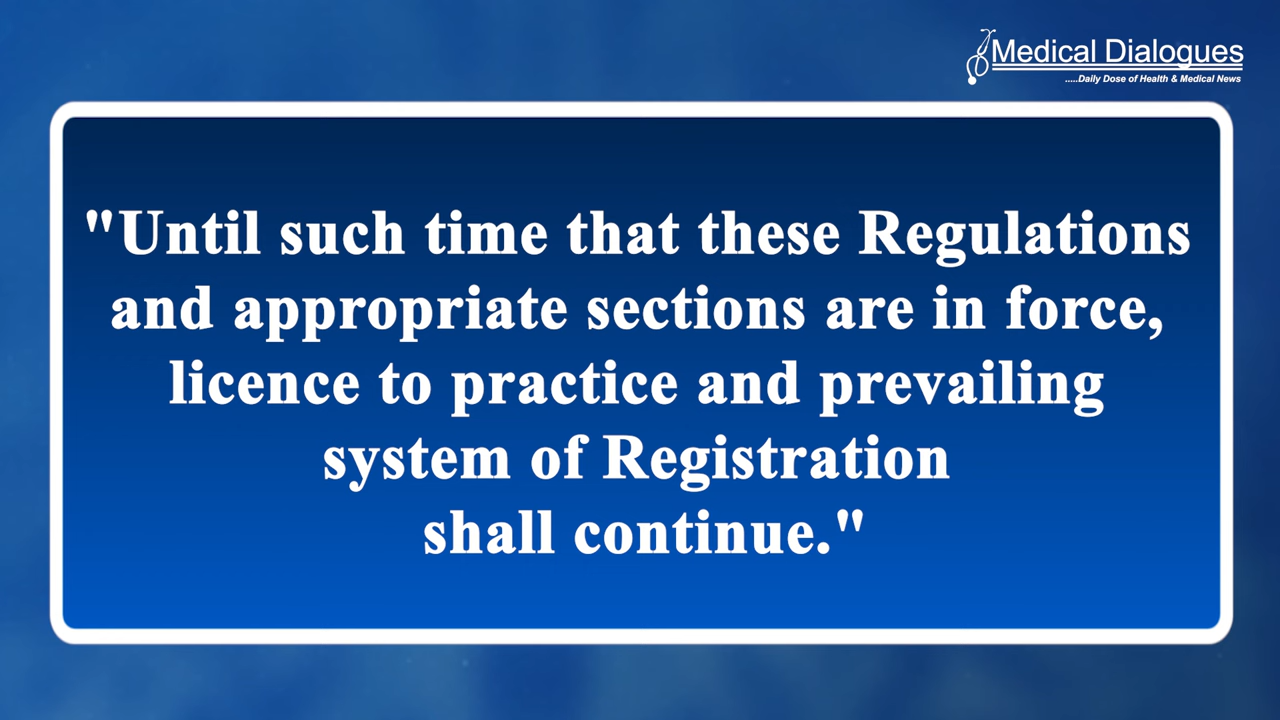 Medical Dialogues
.....Daily Dose of Health & Medical News
"Until such time that these Regulations
and appropriate sections are in force,
licence to practice and prevailing
system of Registration
shall continue."